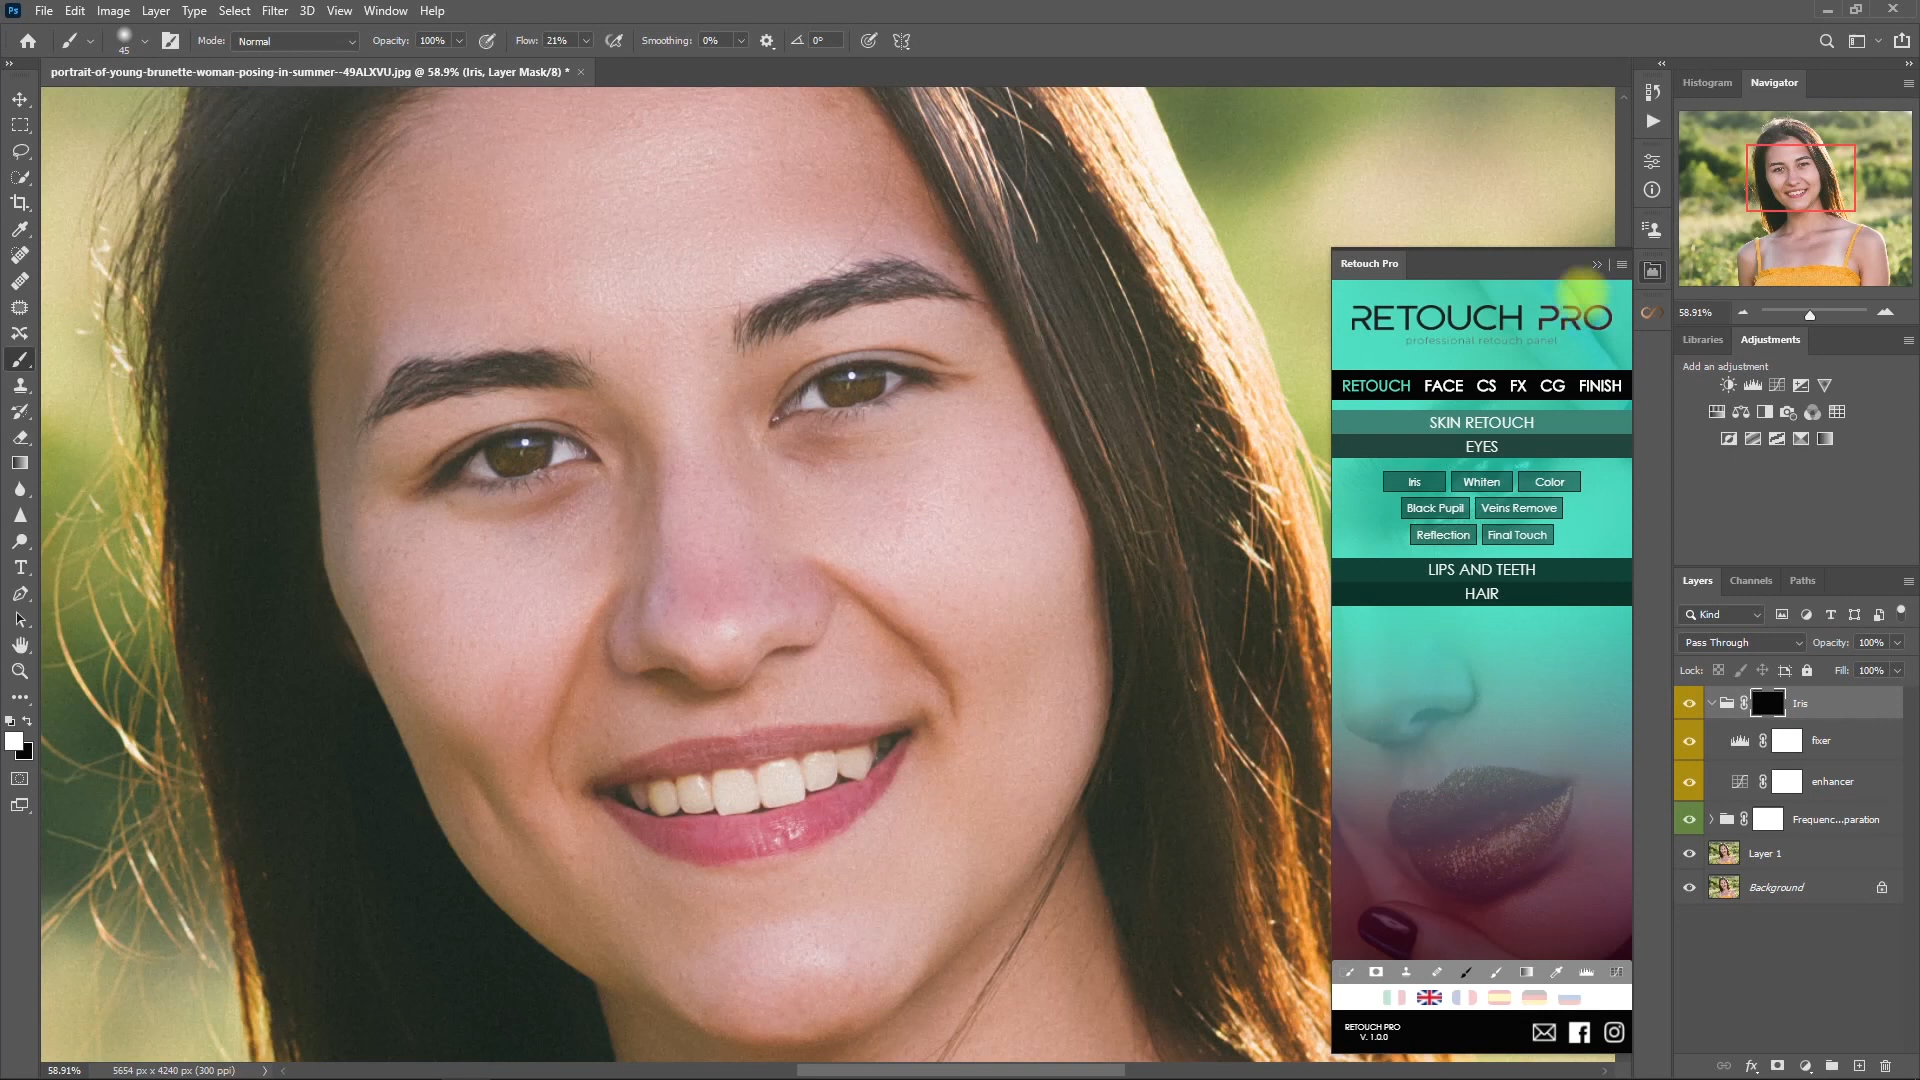 Ps File Edit Image Layer Type Select Filter 3D View Window Help
45 Mode: Normal Opacity: 100% Flow: 21% Smoothing: 0% 0°
portrait-of-young-brunette-woman-posing-in-summer--49ALXVU.jpg @ 58.9% (Iris, Layer Mask/8) *
Histogram Navigator
58.91%
Libraries Adjustments
Add an adjustment
Retouch Pro
RETOUCH PRO
professional retouch panel
RETOUCH FACE CS FX CG FINISH
SKIN RETOUCH
EYES
Iris Whiten Color
Black Pupil Veins Remove
Reflection Final Touch
LIPS AND TEETH
HAIR
RETOUCH PRO
V. 1.0.0
Layers Channels Paths
Kind
Pass Through Opacity: 100%
Lock: Fill: 100%
Iris
fixer
enhancer
Frequenc...paration
Layer 1
Background
fx
58.91% 5654 px x 4240 px (300 ppi)